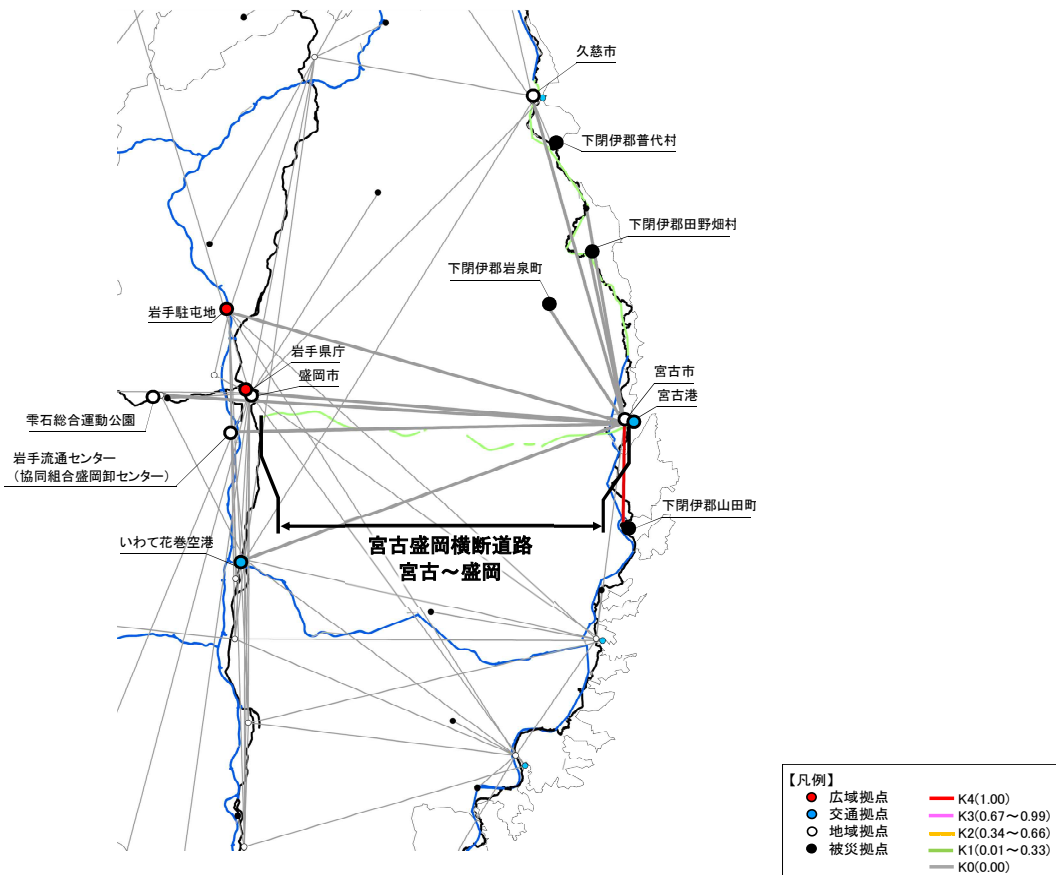 久慈市
下閉伊郡普代村
下閉伊郡田野畑村
下閉伊郡岩泉町
岩手駐屯地
岩手県庁
盛岡市
宮古市
宮古港
雫石総合運動公園
岩手流通センター
（協同組合盛岡卸センター）
下閉伊郡山田町
いわて花巻空港
宮古盛岡横断道路
宮古～盛岡
【凡例】
広域拠点
交通拠点
地域拠点
被災拠点
K4(1.00)
K3(0.67～0.99)
K2(0.34～0.66)
K1(0.01～0.33)
K0(0.00)